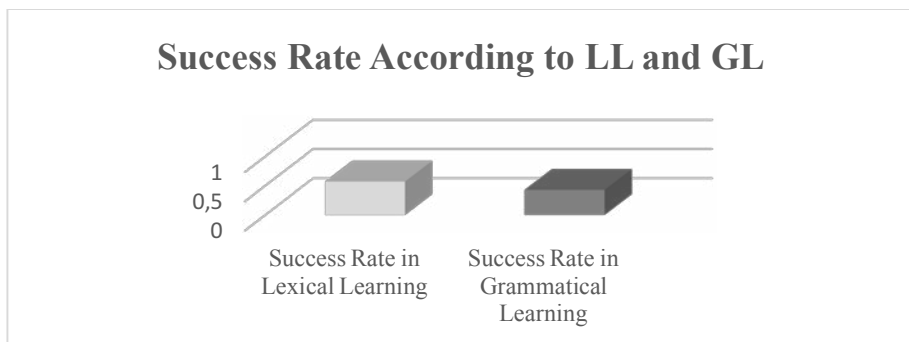 Success Rate According to LL and GL
1
0,5
0
Success Rate in
Lexical Learning
Success Rate in
Grammatical
Learning